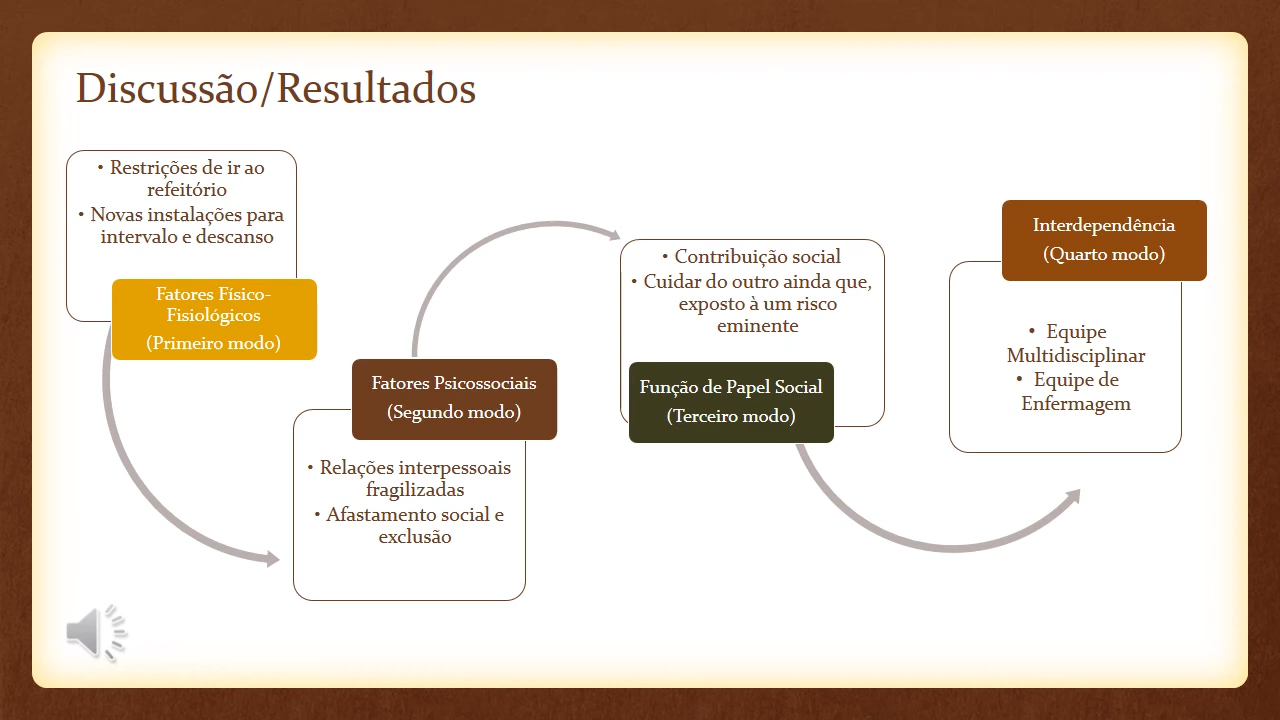 Discussão/Resultados
• Restrições de ir ao
refeitório
• Novas instalações para
intervalo e descanso
Fatores Físico-
Fisiológicos
(Primeiro modo)
Fatores Psicossociais
(Segundo modo)
• Relações interpessoais
fragilizadas
• Afastamento social e
exclusão
• Contribuição social
• Cuidar do outro ainda que,
exposto à um risco
eminente
Função de Papel Social
(Terceiro modo)
Interdependência
(Quarto modo)
• Equipe
Multidisciplinar
• Equipe de
Enfermagem